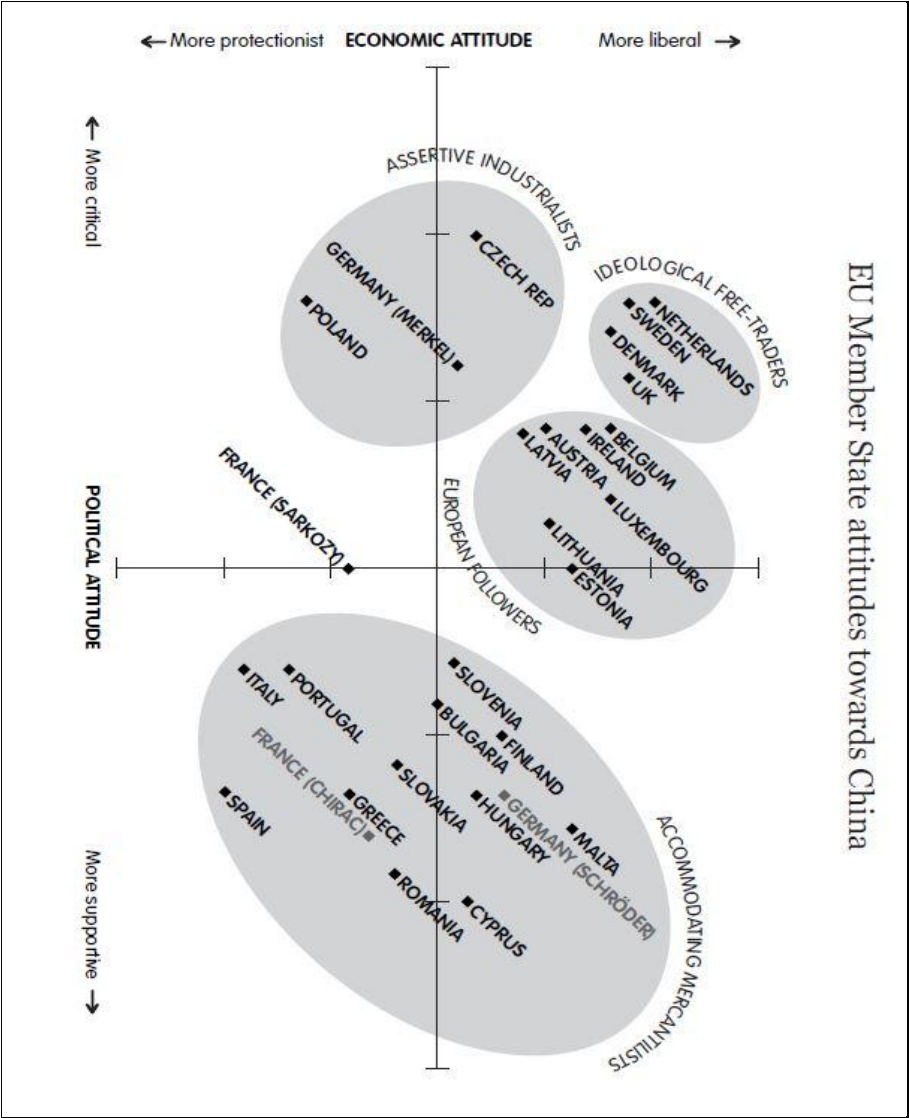 ← More protectionist ECONOMIC ATTITUDE More liberal →
← More critical
POLITICAL ATTITUDE
More supportive →
EU Member State attitudes towards China
ASSERTIVE INDUSTRIALISTS
CZECH REP
GERMANY (MERKEL)
POLAND
IDEOLOGICAL FREE-TRADERS
NETHERLANDS
SWEDEN
DENMARK
UK
FRANCE (SARKOZY)
EUROPEAN FOLLOWERS
BELGIUM
IRELAND
AUSTRIA
LATVIA
LUXEMBOURG
LITHUANIA
ESTONIA
ACCOMMODATING MERCANTILISTS
SLOVENIA
ITALY
PORTUGAL
BULGARIA
FINLAND
FRANCE (CHIRAC)
SLOVAKIA
SPAIN
GREECE
HUNGARY
GERMANY (SCHRÖDER)
MALTA
ROMANIA
CYPRUS